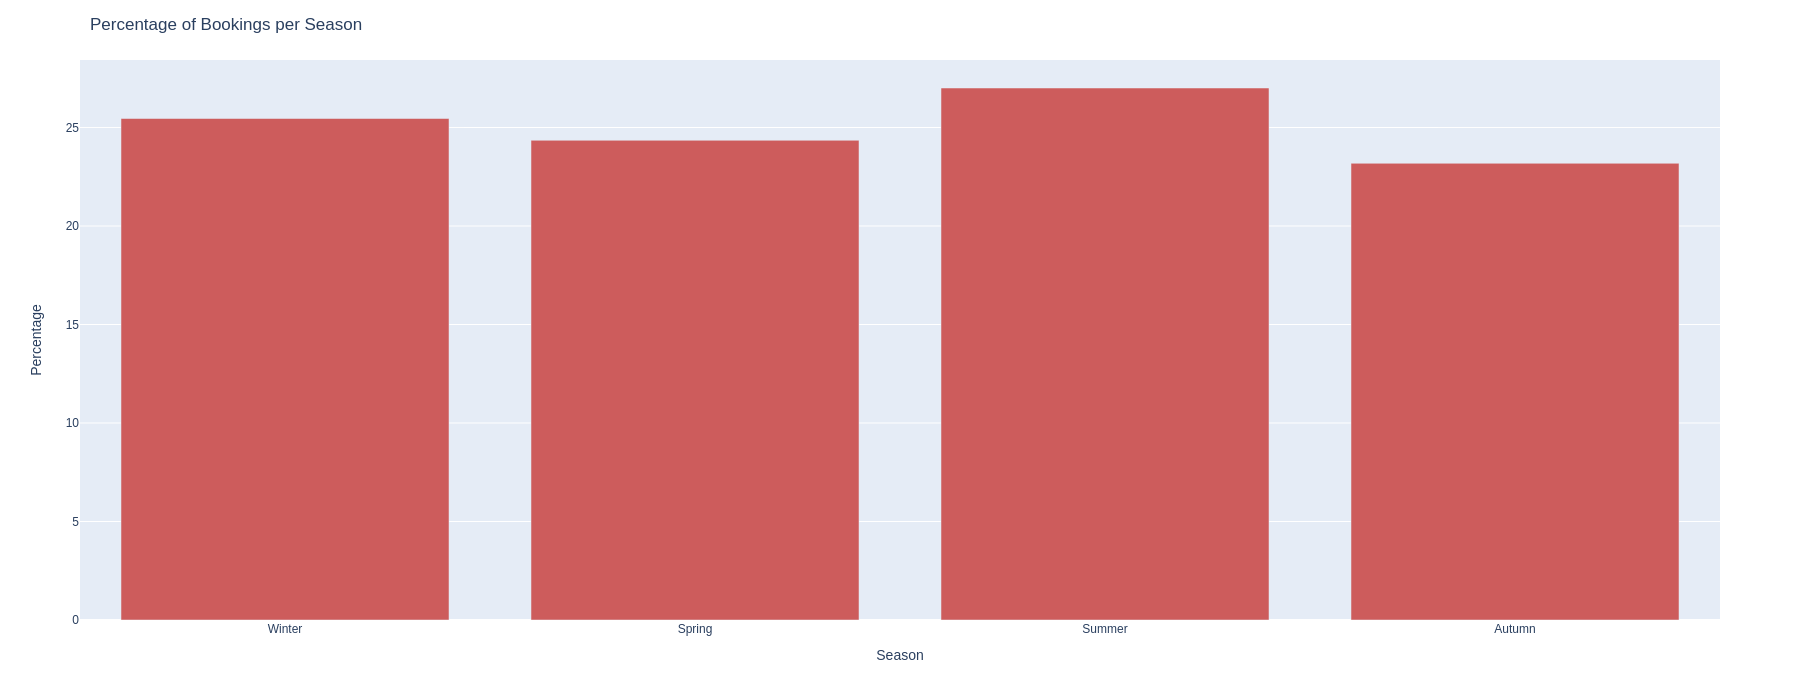 Percentage of Bookings per Season
25
20
15
10
5
0
Percentage
Winter
Spring
Summer
Autumn
Season